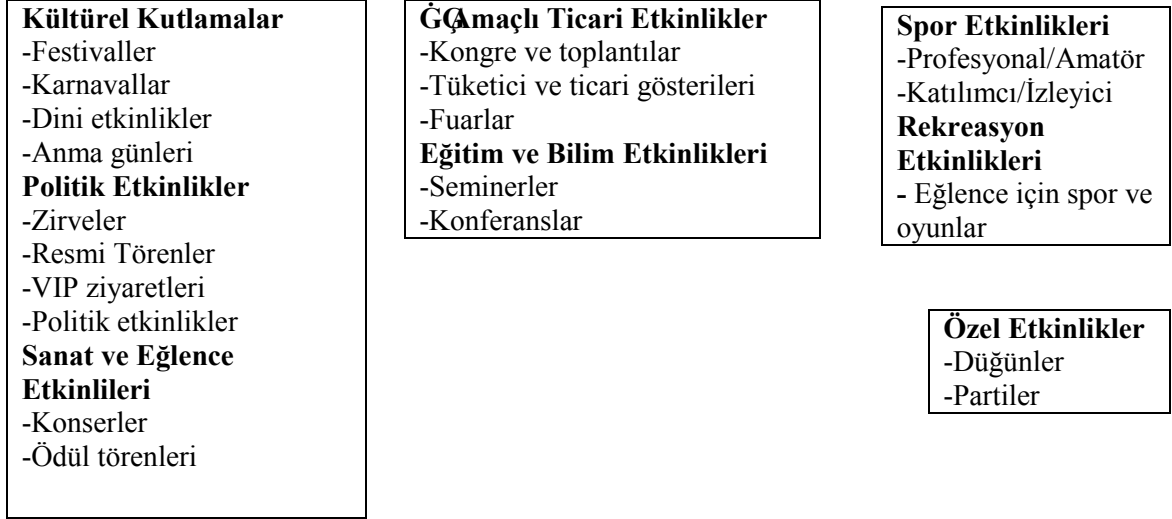 Kültürel Kutlamalar
-Festivaller
-Karnavallar
-Dini etkinlikler
-Anma günleri
Politik Etkinlikler
-Zirveler
-Resmi Törenler
-VIP ziyaretleri
-Politik etkinlikler
Sanat ve Eğlence
Etkinlileri
-Konserler
-Ödül törenleri
Amaçlı Ticari Etkinlikler
-Kongre ve toplantılar
-Tüketici ve ticari gösterileri
-Fuarlar
Eğitim ve Bilim Etkinlikleri
-Seminerler
-Konferanslar
Spor Etkinlikleri
-Profesyonal/Amatör
-Katılımcı/İzleyici
Rekreasyon
Etkinlikleri
- Eğlence için spor ve
oyunlar
Özel Etkinlikler
-Düğünler
-Partiler